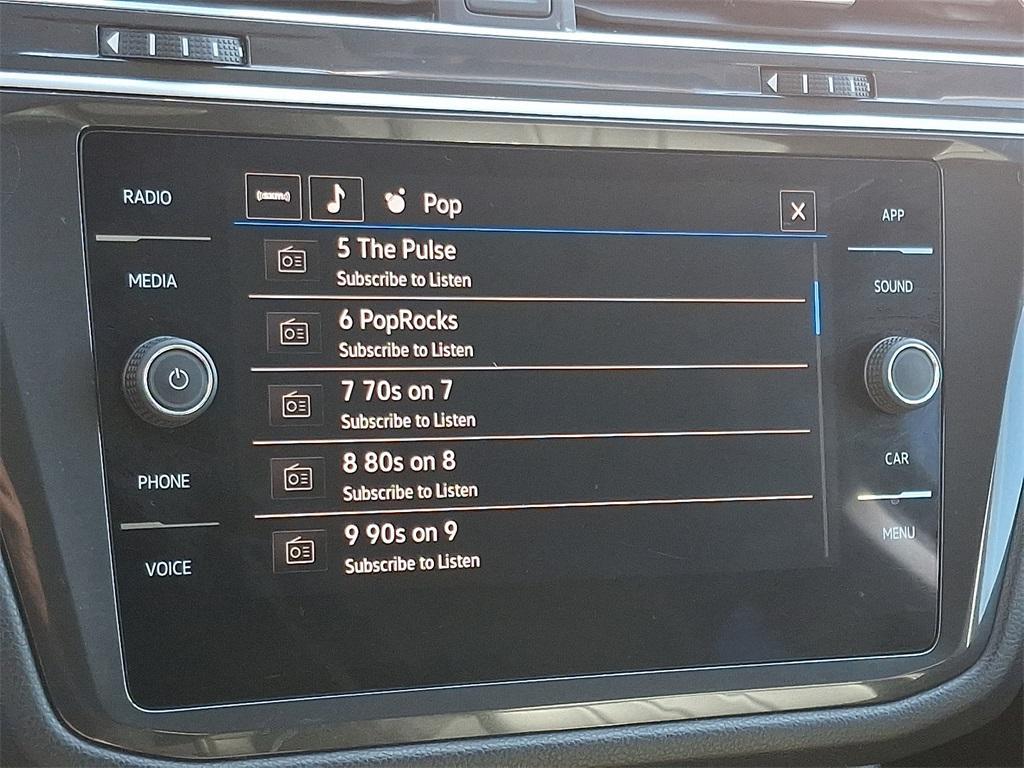 RADIO
MEDIA
PHONE
VOICE
Pop
X
5 The Pulse
Subscribe to Listen
6 PopRocks
Subscribe to Listen
7 70s on 7
Subscribe to Listen
8 80s on 8
Subscribe to Listen
9 90s on 9
Subscribe to Listen
APP
SOUND
CAR
MENU